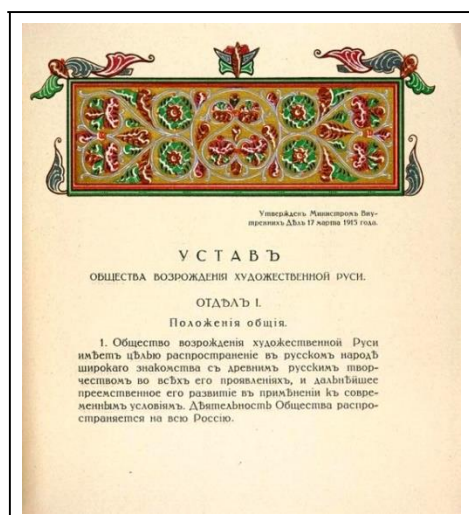 Утвержденъ Министромъ Вну-
треннихъ Дѣлъ 17 марта 1915 года.
УСТАВЪ
ОБЩЕСТВА ВОЗРОЖДЕНІЯ ХУДОЖЕСТВЕННОЙ РУСИ.
ОТДѢЛЪ I.
Положенія общія.
1. Общество возрожденія художественной Руси
имѣетъ цѣлью распространеніе въ русскомъ народѣ
широкаго знакомства съ древнимъ русскимъ твор-
чествомъ во всѣхъ его проявленіяхъ, и дальнѣйшее
преемственное его развитіе въ примѣненіи къ совре-
меннымъ условіямъ. Дѣятельность Общества распро-
страняется на всю Россію.